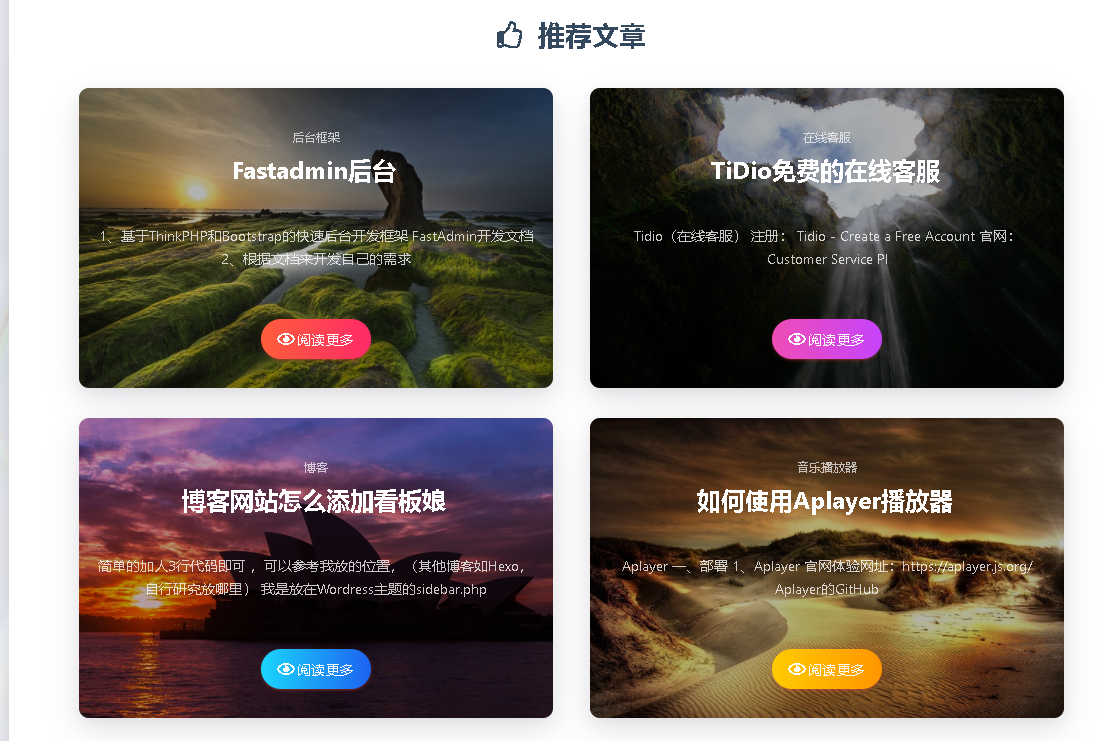 推荐文章
后台框架
Fastadmin后台
1、基于ThinkPHP和Bootstrap的快速后台开发框架 FastAdmin开发文档
2、根据文档来开发自己的需求
阅读更多
在线客服
TiDio免费的在线客服
Tidio（在线客服） 注册： Tidio - Create a Free Account 官网：
Customer Service Pl
阅读更多
博客
博客网站怎么添加看板娘
简单的加人3行代码即可 ，可以参考我放的位置，（其他博客如Hexo，
自行研究放哪里） 我是放在Wordress主题的sidebar.php
阅读更多
音乐播放器
如何使用Aplayer播放器
Aplayer 一、部署 1、Aplayer 官网体验网址：https://aplayer.js.org/
Aplayer的GitHub
阅读更多